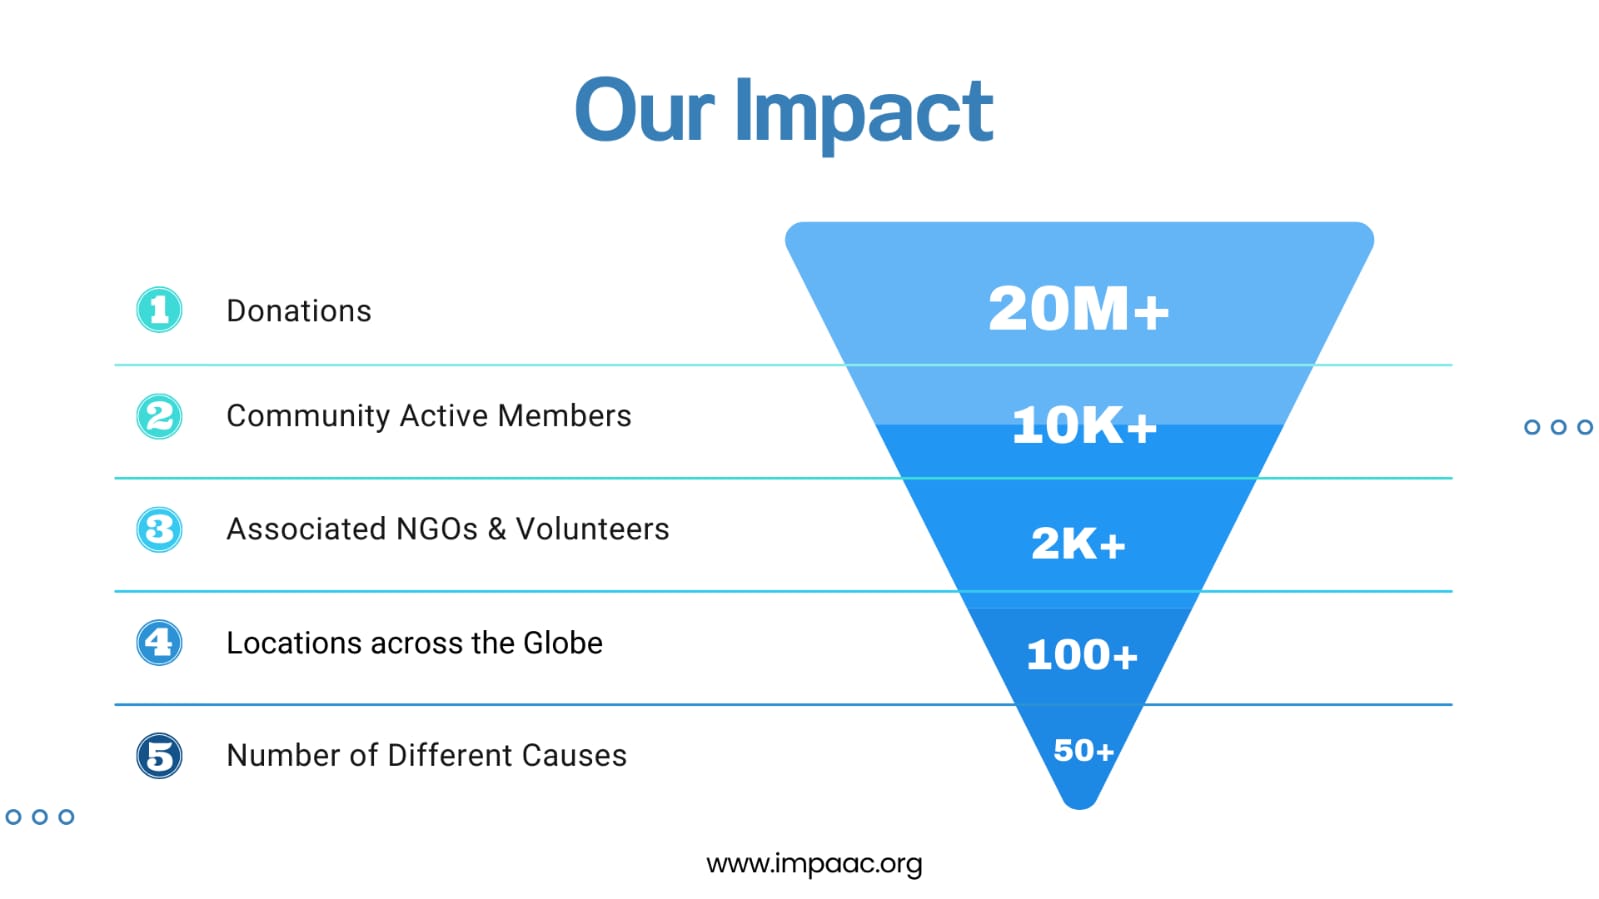 Our Impact
1 Donations 20M+
2 Community Active Members 10K+
3 Associated NGOs & Volunteers 2K+
4 Locations across the Globe 100+
5 Number of Different Causes 50+
www.impaac.org